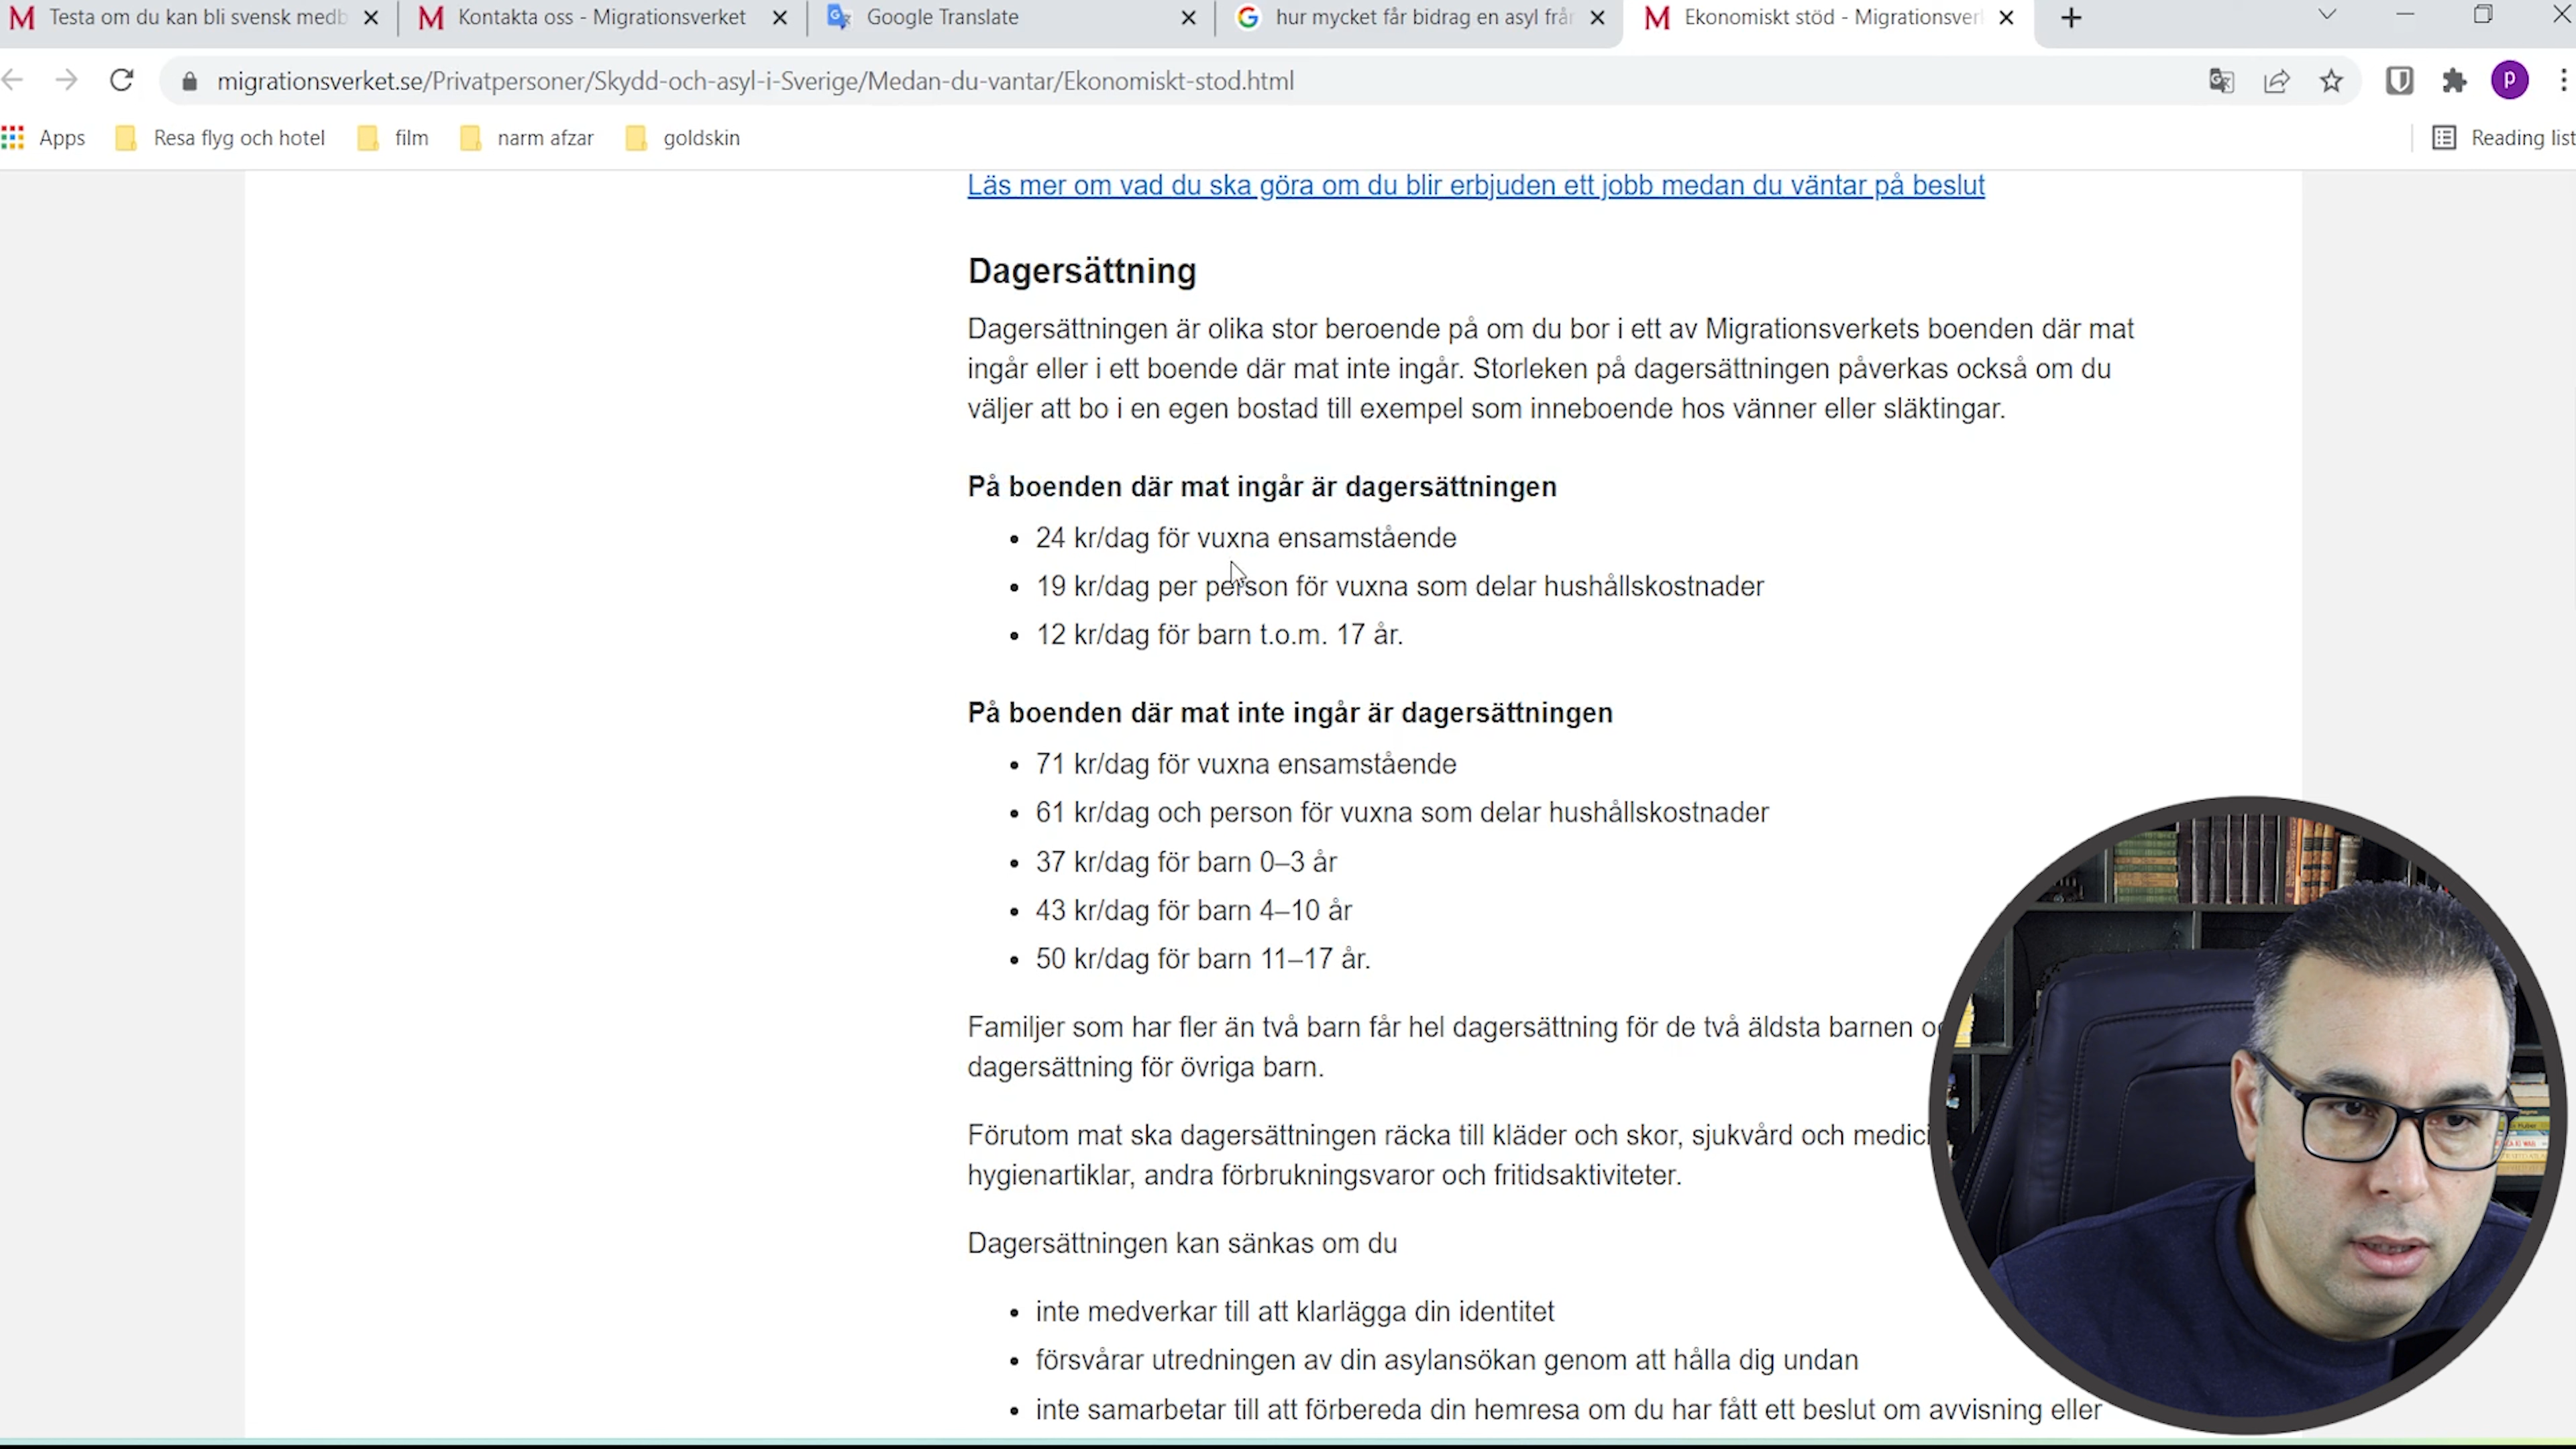 Testa om du kan bli svensk medb
Kontakta oss - Migrationsverket
Google Translate
hur mycket får bidrag en asyl från
Ekonomiskt stöd - Migrationsver
migrationsverket.se/Privatpersoner/Skydd-och-asyl-i-Sverige/Medan-du-vantar/Ekonomiskt-stod.html
P
Apps
Resa flyg och hotel
film
narm afzar
goldskin
Reading list
Läs mer om vad du ska göra om du blir erbjuden ett jobb medan du väntar på beslut
Dagersättning
Dagersättningen är olika stor beroende på om du bor i ett av Migrationsverkets boenden där mat
ingår eller i ett boende där mat inte ingår. Storleken på dagersättningen påverkas också om du
väljer att bo i en egen bostad till exempel som inneboende hos vänner eller släktingar.
På boenden där mat ingår är dagersättningen
• 24 kr/dag för vuxna ensamstående
• 19 kr/dag per person för vuxna som delar hushållskostnader
• 12 kr/dag för barn t.o.m. 17 år.
På boenden där mat inte ingår är dagersättningen
• 71 kr/dag för vuxna ensamstående
• 61 kr/dag och person för vuxna som delar hushållskostnader
• 37 kr/dag för barn 0–3 år
• 43 kr/dag för barn 4–10 år
• 50 kr/dag för barn 11–17 år.
Familjer som har fler än två barn får hel dagersättning för de två äldsta barnen
dagersättning för övriga barn.
Förutom mat ska dagersättningen räcka till kläder och skor, sjukvård och medici
hygienartiklar, andra förbrukningsvaror och fritidsaktiviteter.
Dagersättningen kan sänkas om du
• inte medverkar till att klarlägga din identitet
• försvårar utredningen av din asylansökan genom att hålla dig undan
• inte samarbetar till att förbereda din hemresa om du har fått ett beslut om avvisning eller